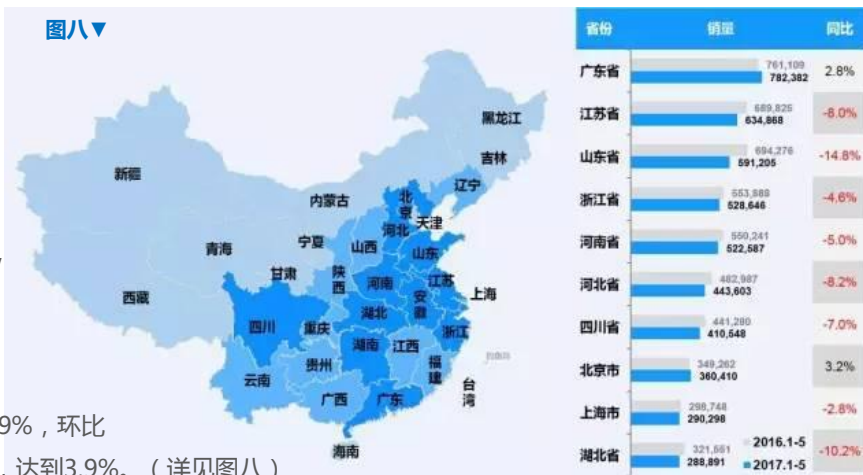 图八▼
黑龙江
吉林
辽宁
新疆
内蒙古
北京
天津
河北
山西
宁夏
山东
青海
甘肃
陕西
河南
江苏
安徽
上海
西藏
四川
重庆
湖北
浙江
湖南
江西
贵州
福建
云南
台湾
广西
广东
海南
9%，环比
，达到3.9%。（详见图八）
省份 销量 同比
广东省 761,109 782,382 2.8%
江苏省 689,825 634,868 -8.0%
山东省 694,276 591,205 -14.8%
浙江省 553,888 528,646 -4.6%
河南省 550,241 522,587 -5.0%
河北省 482,987 443,603 -8.2%
四川省 441,280 410,548 -7.0%
北京市 349,262 360,410 3.2%
上海市 298,748 290,298 -2.8%
湖北省 321,551 288,891 -10.2%
2016.1-5
2017.1-5